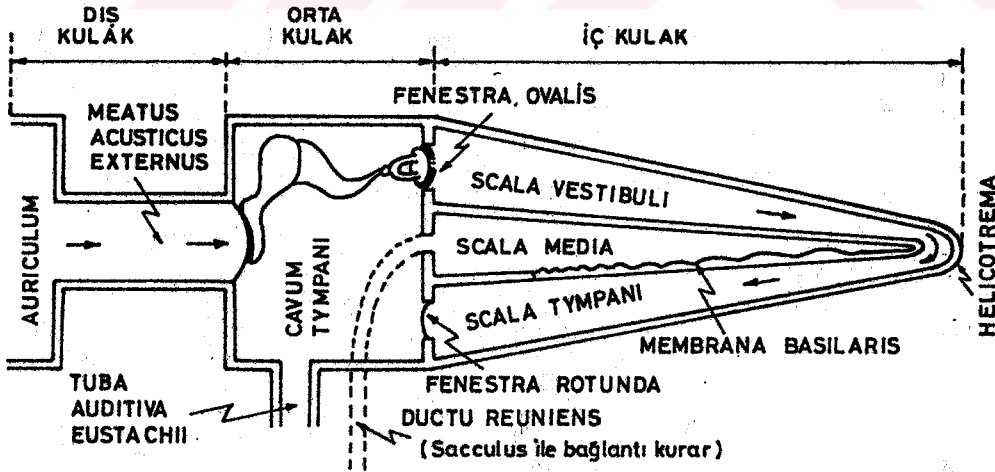 DIŞ
KULAK
ORTA
KULAK
İÇ KULAK
MEATUS
ACUSTICUS
EXTERNUS
FENESTRA, OVALİS
SCALA VESTIBULI
AURICULUM
CAVUM
TYMPANI
SCALA MEDIA
SCALA TYMPANI
HELICOTREMA
MEMBRANA BASILARIS
TUBA
AUDITIVA
EUSTACHII
FENESTRA ROTUNDA
DUCTU REUNIENS
(Sacculus ile bağlantı kurar)